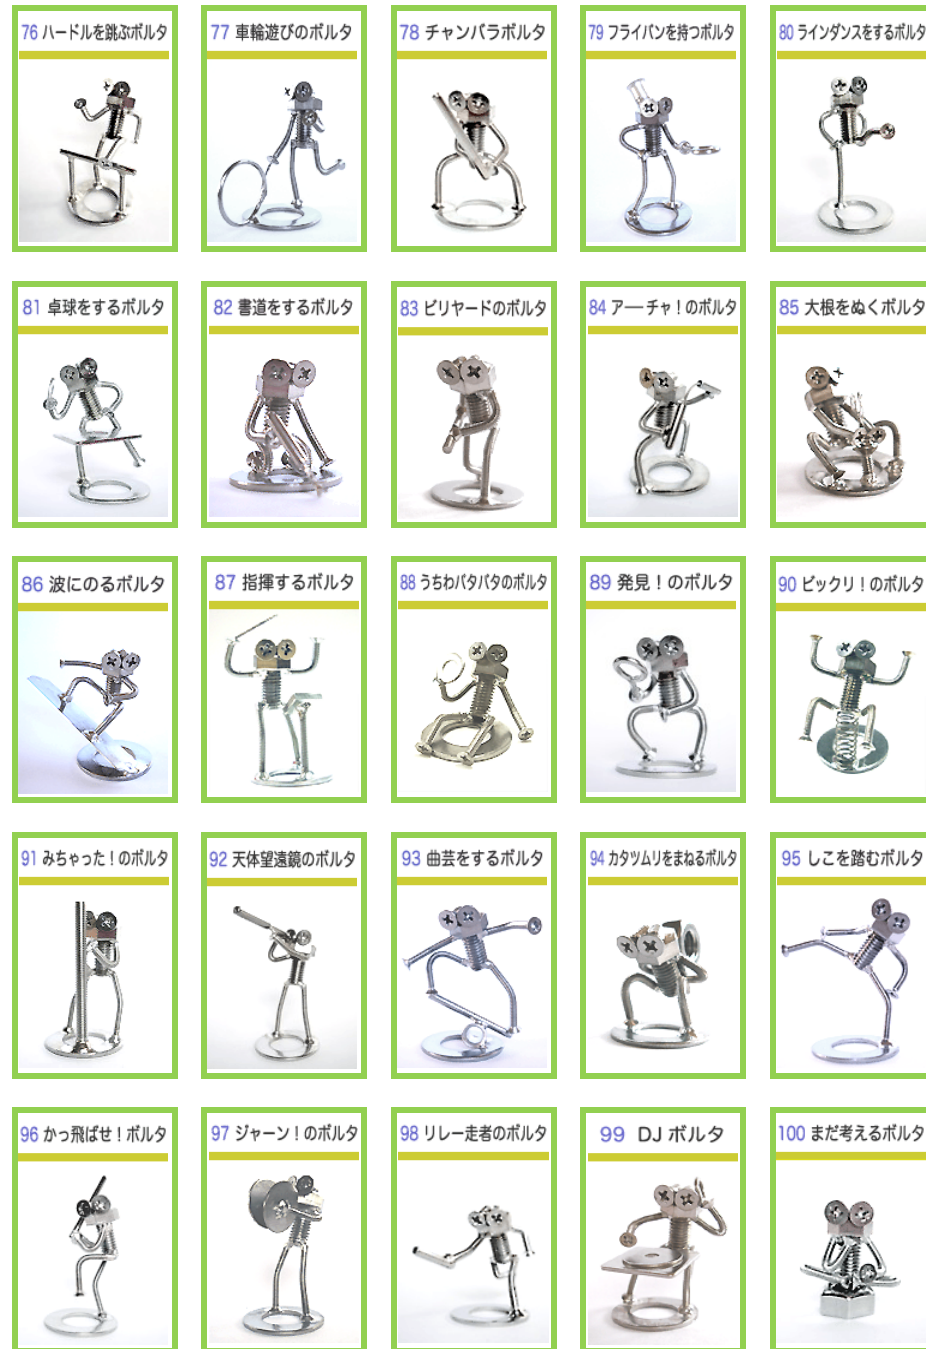 76 ハードルを跳ぶボルタ
77 車輪遊びのボルタ
78 チャンバラボルタ
79 フライパンを持つボルタ
80 ラインダンスをするボルタ
81 卓球をするボルタ
82 書道をするボルタ
83 ビリヤードのボルタ
84 アーーチャ！のボルタ
85 大根をぬくボルタ
86 波にのるボルタ
87 指揮するボルタ
88 うちわパタパタのボルタ
89 発見！のボルタ
90 ビックリ！のボルタ
91 みちゃった！のボルタ
92 天体望遠鏡のボルタ
93 曲芸をするボルタ
94 カタツムリをまねるボルタ
95 しこを踏むボルタ
96 かっ飛ばせ！ボルタ
97 ジャーン！のボルタ
98 リレー走者のボルタ
99 DJ ボルタ
100 まだ考えるボルタ